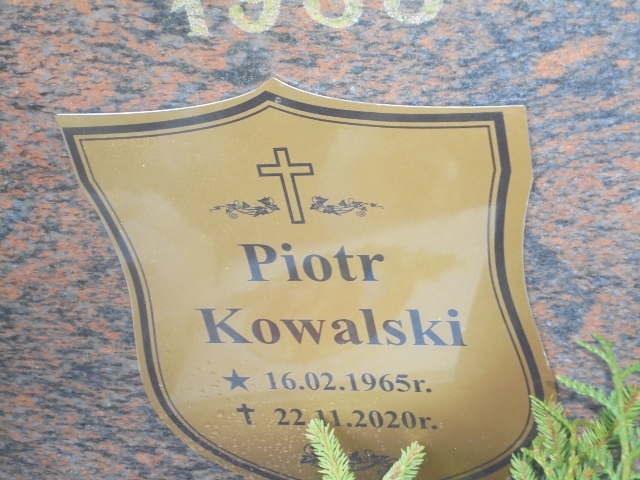 Piotr
Kowalski
★ 16.02.1965r.
✝ 22.11.2020r.